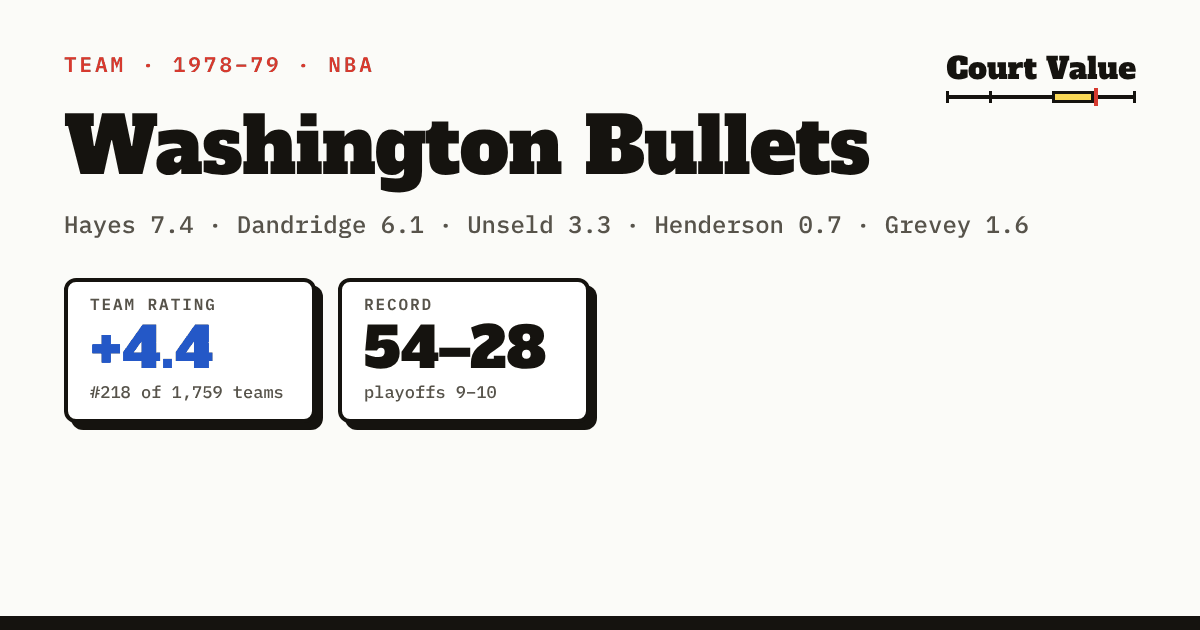 TEAM · 1978–79 · NBA
Court Value
Washington Bullets
Hayes 7.4 · Dandridge 6.1 · Unseld 3.3 · Henderson 0.7 · Grevey 1.6
TEAM RATING
+4.4
#218 of 1,759 teams
RECORD
54–28
playoffs 9–10